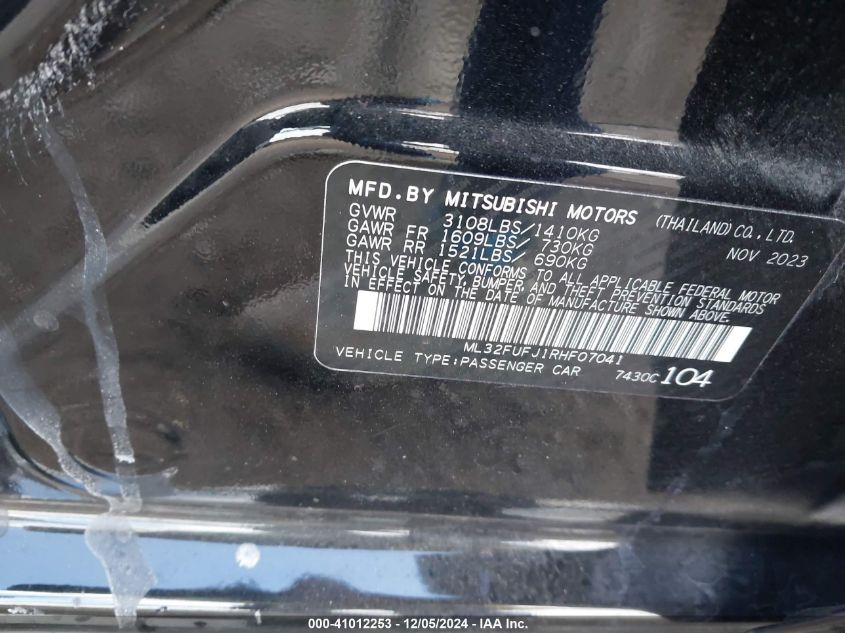 MFD.BY MITSUBISHI MOTORS (THAILAND) CO., LTD.
GVWR 3108LBS/1410KG NOV 2023
GAWR FR 1609LBS/ 730KG
GAWR RR 1521LBS/ 690KG
THIS VEHICLE CONFORMS TO ALL APPLICABLE FEDERAL MOTOR
VEHICLE SAFETY, BUMPER, AND THEFT PREVENTION STANDARDS
IN EFFECT ON THE DATE OF MANUFACTURE SHOWN ABOVE.
ML32FUFJ1RHF07041
VEHICLE TYPE:PASSENGER CAR 7430C 104
000-41012253 - 12/05/2024 - IAA Inc.